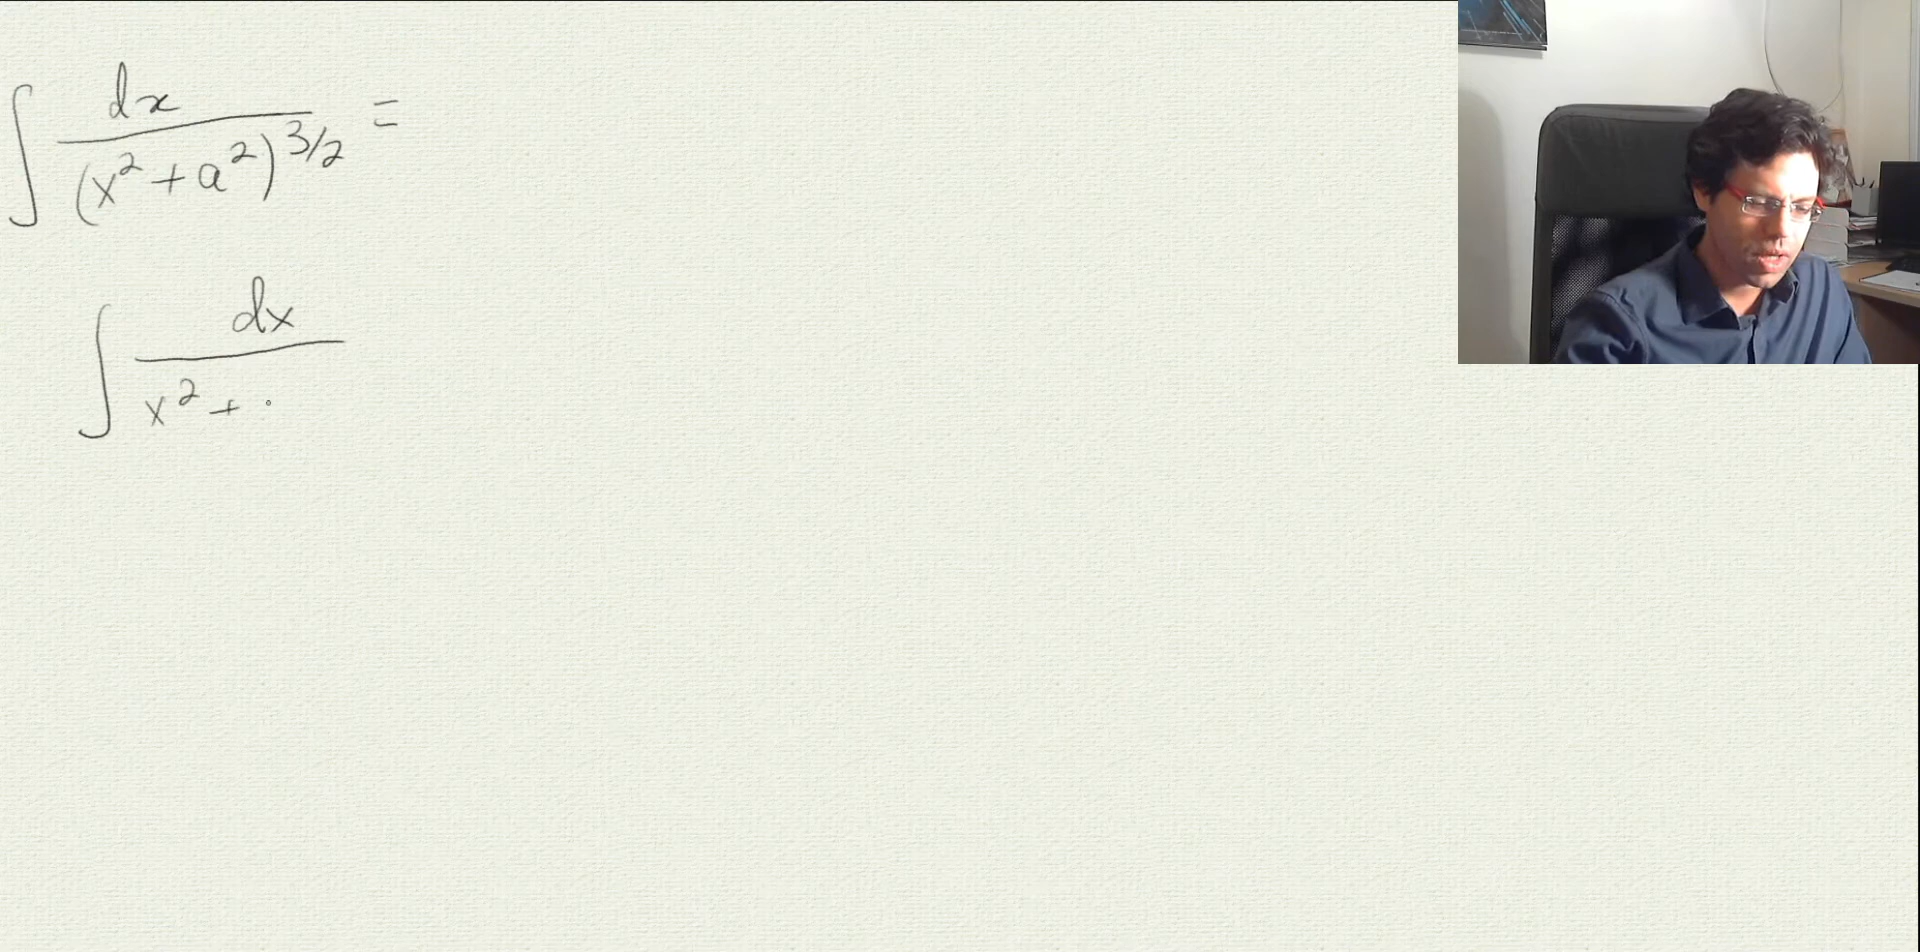 ∫ dx / (x² + a²)^3/2 =
∫ dx / x² +